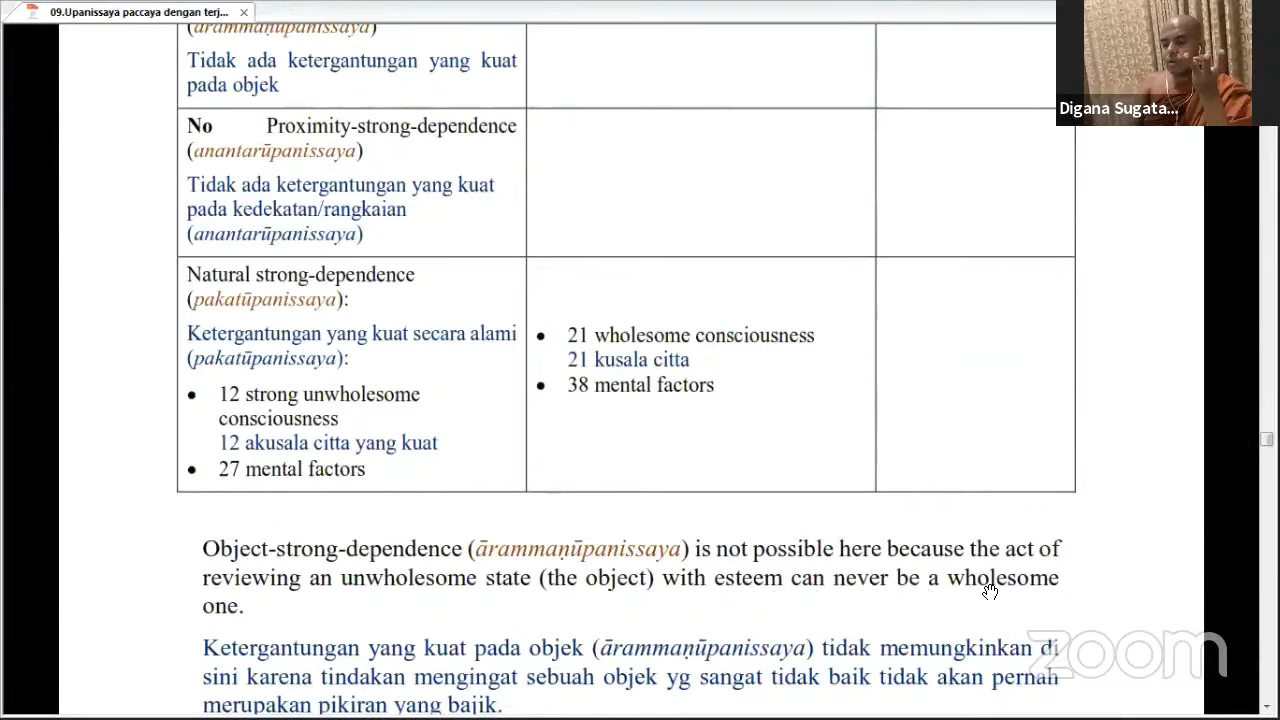 09.Upanissaya paccaya dengan terj...
Digana Sugata...
(ārammaṇūpanissaya)
Tidak ada ketergantungan yang kuat
pada objek
No Proximity-strong-dependence
(anantarūpanissaya)
Tidak ada ketergantungan yang kuat
pada kedekatan/rangkaian
(anantarūpanissaya)
Natural strong-dependence
(pakatūpanissaya):
Ketergantungan yang kuat secara alami
(pakatūpanissaya):
• 12 strong unwholesome
consciousness
12 akusala citta yang kuat
• 27 mental factors
• 21 wholesome consciousness
21 kusala citta
• 38 mental factors
Object-strong-dependence (ārammaṇūpanissaya) is not possible here because the act of
reviewing an unwholesome state (the object) with esteem can never be a wholesome
one.
Ketergantungan yang kuat pada objek (ārammaṇūpanissaya) tidak memungkinkan di
sini karena tindakan mengingat sebuah objek yg sangat tidak baik tidak akan pernah
merupakan pikiran yang bajik.
zoom